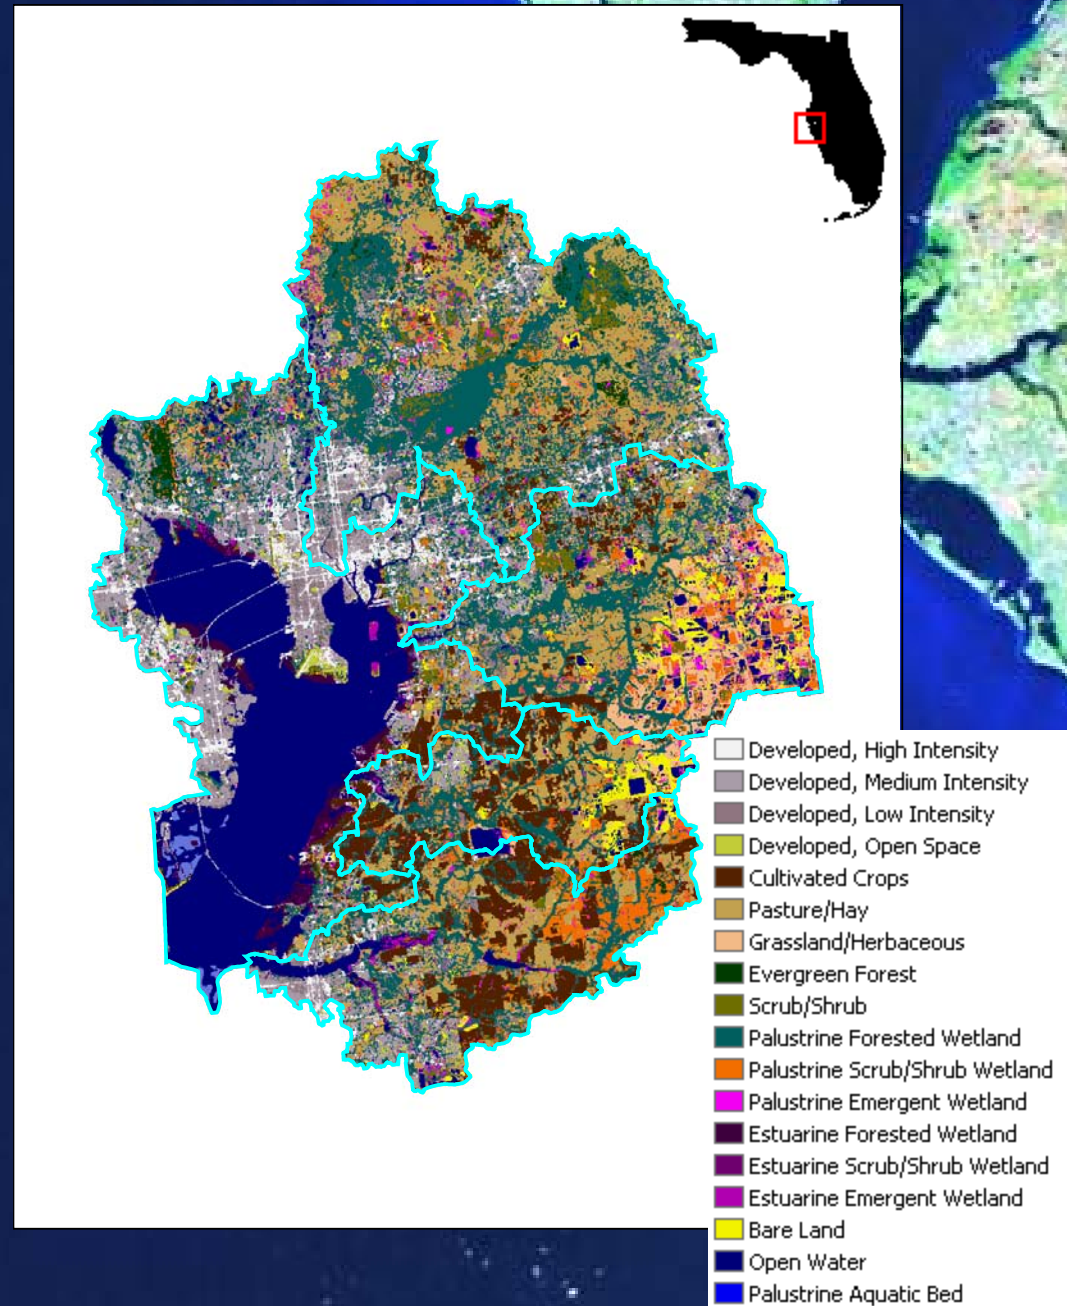 Developed, High Intensity
Developed, Medium Intensity
Developed, Low Intensity
Developed, Open Space
Cultivated Crops
Pasture/Hay
Grassland/Herbaceous
Evergreen Forest
Scrub/Shrub
Palustrine Forested Wetland
Palustrine Scrub/Shrub Wetland
Palustrine Emergent Wetland
Estuarine Forested Wetland
Estuarine Scrub/Shrub Wetland
Estuarine Emergent Wetland
Bare Land
Open Water
Palustrine Aquatic Bed